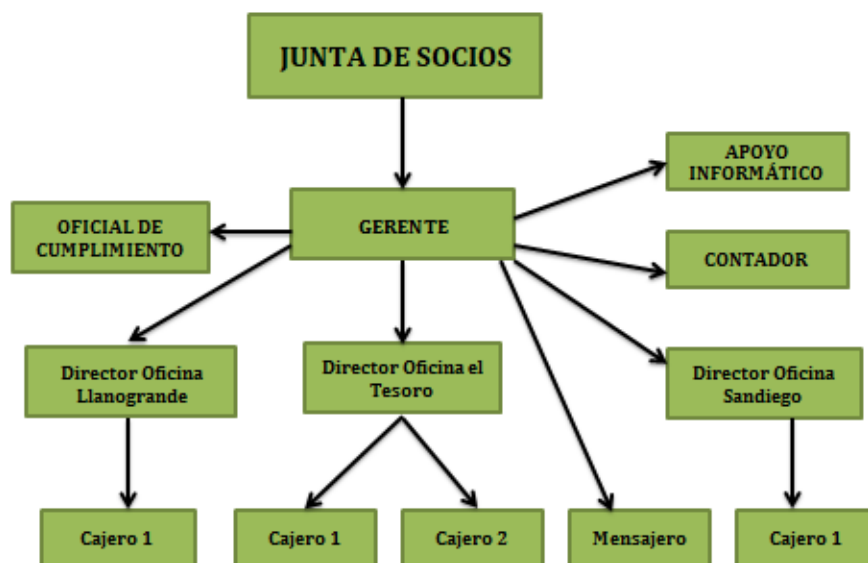 JUNTA DE SOCIOS
APOYO
INFORMÁTICO
OFICIAL DE
CUMPLIMIENTO
GERENTE
CONTADOR
Director Oficina
Llanogrande
Director Oficina el
Tesoro
Director Oficina
Sandiego
Cajero 1
Cajero 1
Cajero 2
Mensajero
Cajero 1